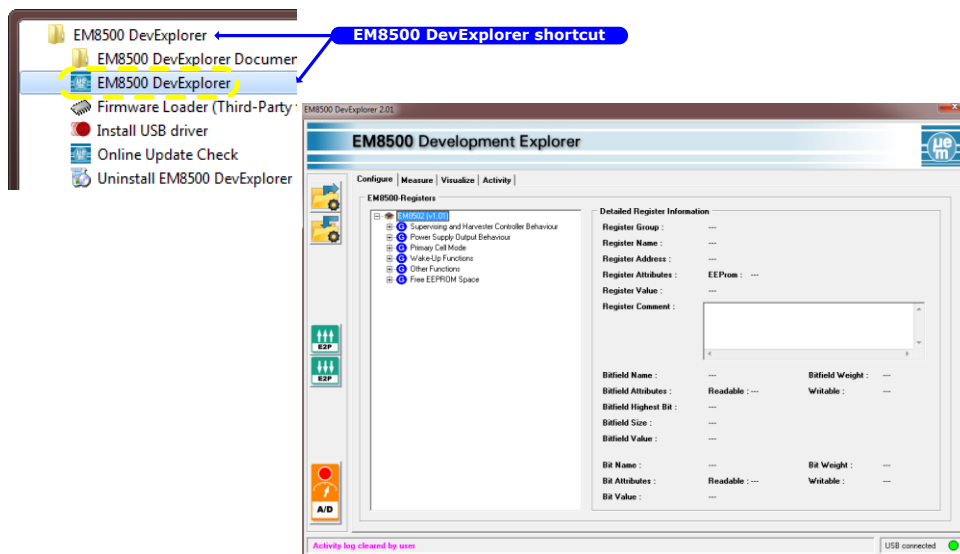 EM8500 DevExplorer
EM8500 DevExplorer shortcut
EM8500 DevExplorer Documen
EM8500 DevExplorer
Firmware Loader (Third-Party
Install USB driver
Online Update Check
Uninstall EM8500 DevExplorer
EM8500 DevExplorer 2.01
EM8500 Development Explorer
μe
m
Configure Measure Visualize Activity
EM8500-Registers
EM8502 (v1.01)
G Supervising and Harvester Controller Behaviour
G Power Supply Output Behaviour
G Primary Cell Mode
G Wake-Up Functions
G Other Functions
G Free EEPROM Space
Detailed Register Information
Register Group : ---
Register Name : ---
Register Address : ---
Register Attributes : EEProm : ---
Register Value : ---
Register Comment :
Bitfield Name : --- Bitfield Weight : ---
Bitfield Attributes : Readable : --- Writable : ---
Bitfield Highest Bit : ---
Bitfield Size : ---
Bitfield Value : ---
Bit Name : --- Bit Weight : ---
Bit Attributes : Readable : --- Writable : ---
Bit Value : ---
E2P
E2P
A/D
Activity log cleared by user
USB connected